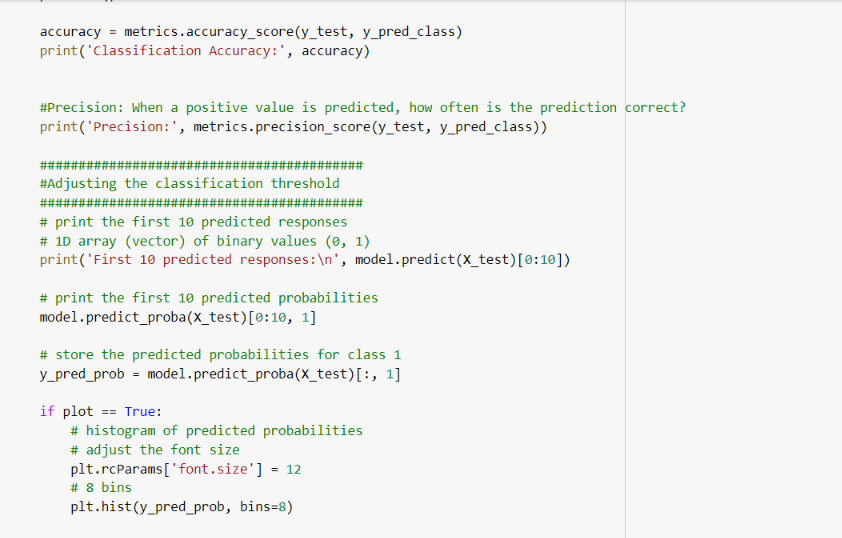 accuracy = metrics.accuracy_score(y_test, y_pred_class)
print('Classification Accuracy:', accuracy)
#Precision: When a positive value is predicted, how often is the prediction correct?
print('Precision:', metrics.precision_score(y_test, y_pred_class))
##########################################
#Adjusting the classification threshold
##########################################
# print the first 10 predicted responses
# 1D array (vector) of binary values (0, 1)
print('First 10 predicted responses:\n', model.predict(X_test)[0:10])
# print the first 10 predicted probabilities
model.predict_proba(X_test)[0:10, 1]
# store the predicted probabilities for class 1
y_pred_prob = model.predict_proba(X_test)[:, 1]
if plot == True:
    # histogram of predicted probabilities
    # adjust the font size
    plt.rcParams['font.size'] = 12
    # 8 bins
    plt.hist(y_pred_prob, bins=8)